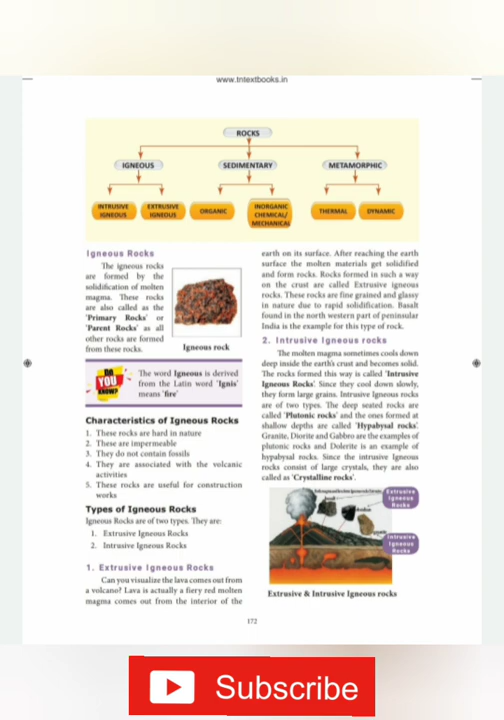 www.tntextbooks.in
ROCKS
IGNEOUS
SEDIMENTARY
METAMORPHIC
INTRUSIVE
IGNEOUS
EXTRUSIVE
IGNEOUS
ORGANIC
INORGANIC
CHEMICAL/
MECHANICAL
THERMAL
DYNAMIC
Igneous Rocks
The igneous rocks
are formed by the
solidification of molten
magma. These rocks
are also called as the
'Primary Rocks' or
'Parent Rocks' as all
other rocks are formed
from these rocks.
Igneous rock
DO
YOU
KNOW?
The word Igneous is derived
from the Latin word 'Ignis'
means 'fire'
Characteristics of Igneous Rocks
1. These rocks are hard in nature
2. These are impermeable
3. They do not contain fossils
4. They are associated with the volcanic
activities
5. These rocks are useful for construction
works
Types of Igneous Rocks
Igneous Rocks are of two types. They are:
1. Extrusive Igneous Rocks
2. Intrusive Igneous Rocks
1. Extrusive Igneous Rocks
Can you visualize the lava comes out from
a volcano? Lava is actually a fiery red molten
magma comes out from the interior of the
earth on its surface. After reaching the earth
surface the molten materials get solidified
and form rocks. Rocks formed in such a way
on the crust are called Extrusive igneous
rocks. These rocks are fine grained and glassy
in nature due to rapid solidification. Basalt
found in the north western part of peninsular
India is the example for this type of rock.
2. Intrusive Igneous rocks
The molten magma sometimes cools down
deep inside the earth's crust and becomes solid.
The rocks formed this way is called 'Intrusive
Igneous Rocks'. Since they cool down slowly,
they form large grains. Intrusive Igneous rocks
are of two types. The deep seated rocks are
called 'Plutonic rocks' and the ones formed at
shallow depths are called 'Hypabysal rocks'.
Granite, Diorite and Gabbro are the examples of
plutonic rocks and Dolerite is an example of
hypabysal rocks. Since the intrusive Igneous
rocks consist of large crystals, they are also
called as 'Crystalline rocks'.
Extrusive
Igneous
Rocks
Intrusive
Igneous
Rocks
Extrusive & Intrusive Igneous rocks
172
Subscribe